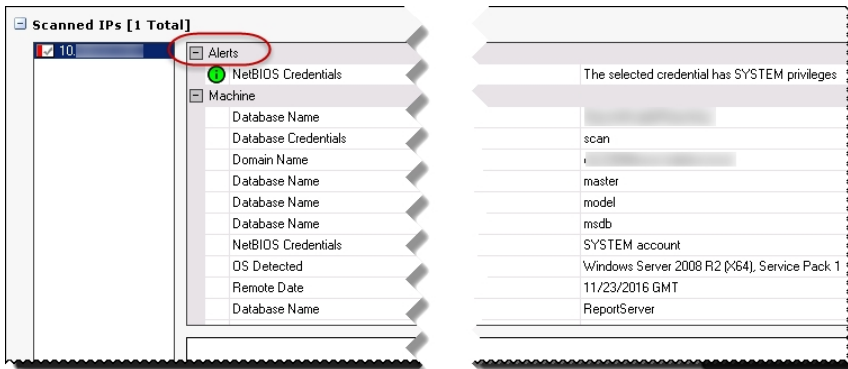 Scanned IPs [1 Total]
10.
Alerts
NetBIOS Credentials The selected credential has SYSTEM privileges
Machine
Database Name
Database Credentials scan
Domain Name
Database Name master
Database Name model
Database Name msdb
NetBIOS Credentials SYSTEM account
OS Detected Windows Server 2008 R2 (X64), Service Pack 1
Remote Date 11/23/2016 GMT
Database Name ReportServer